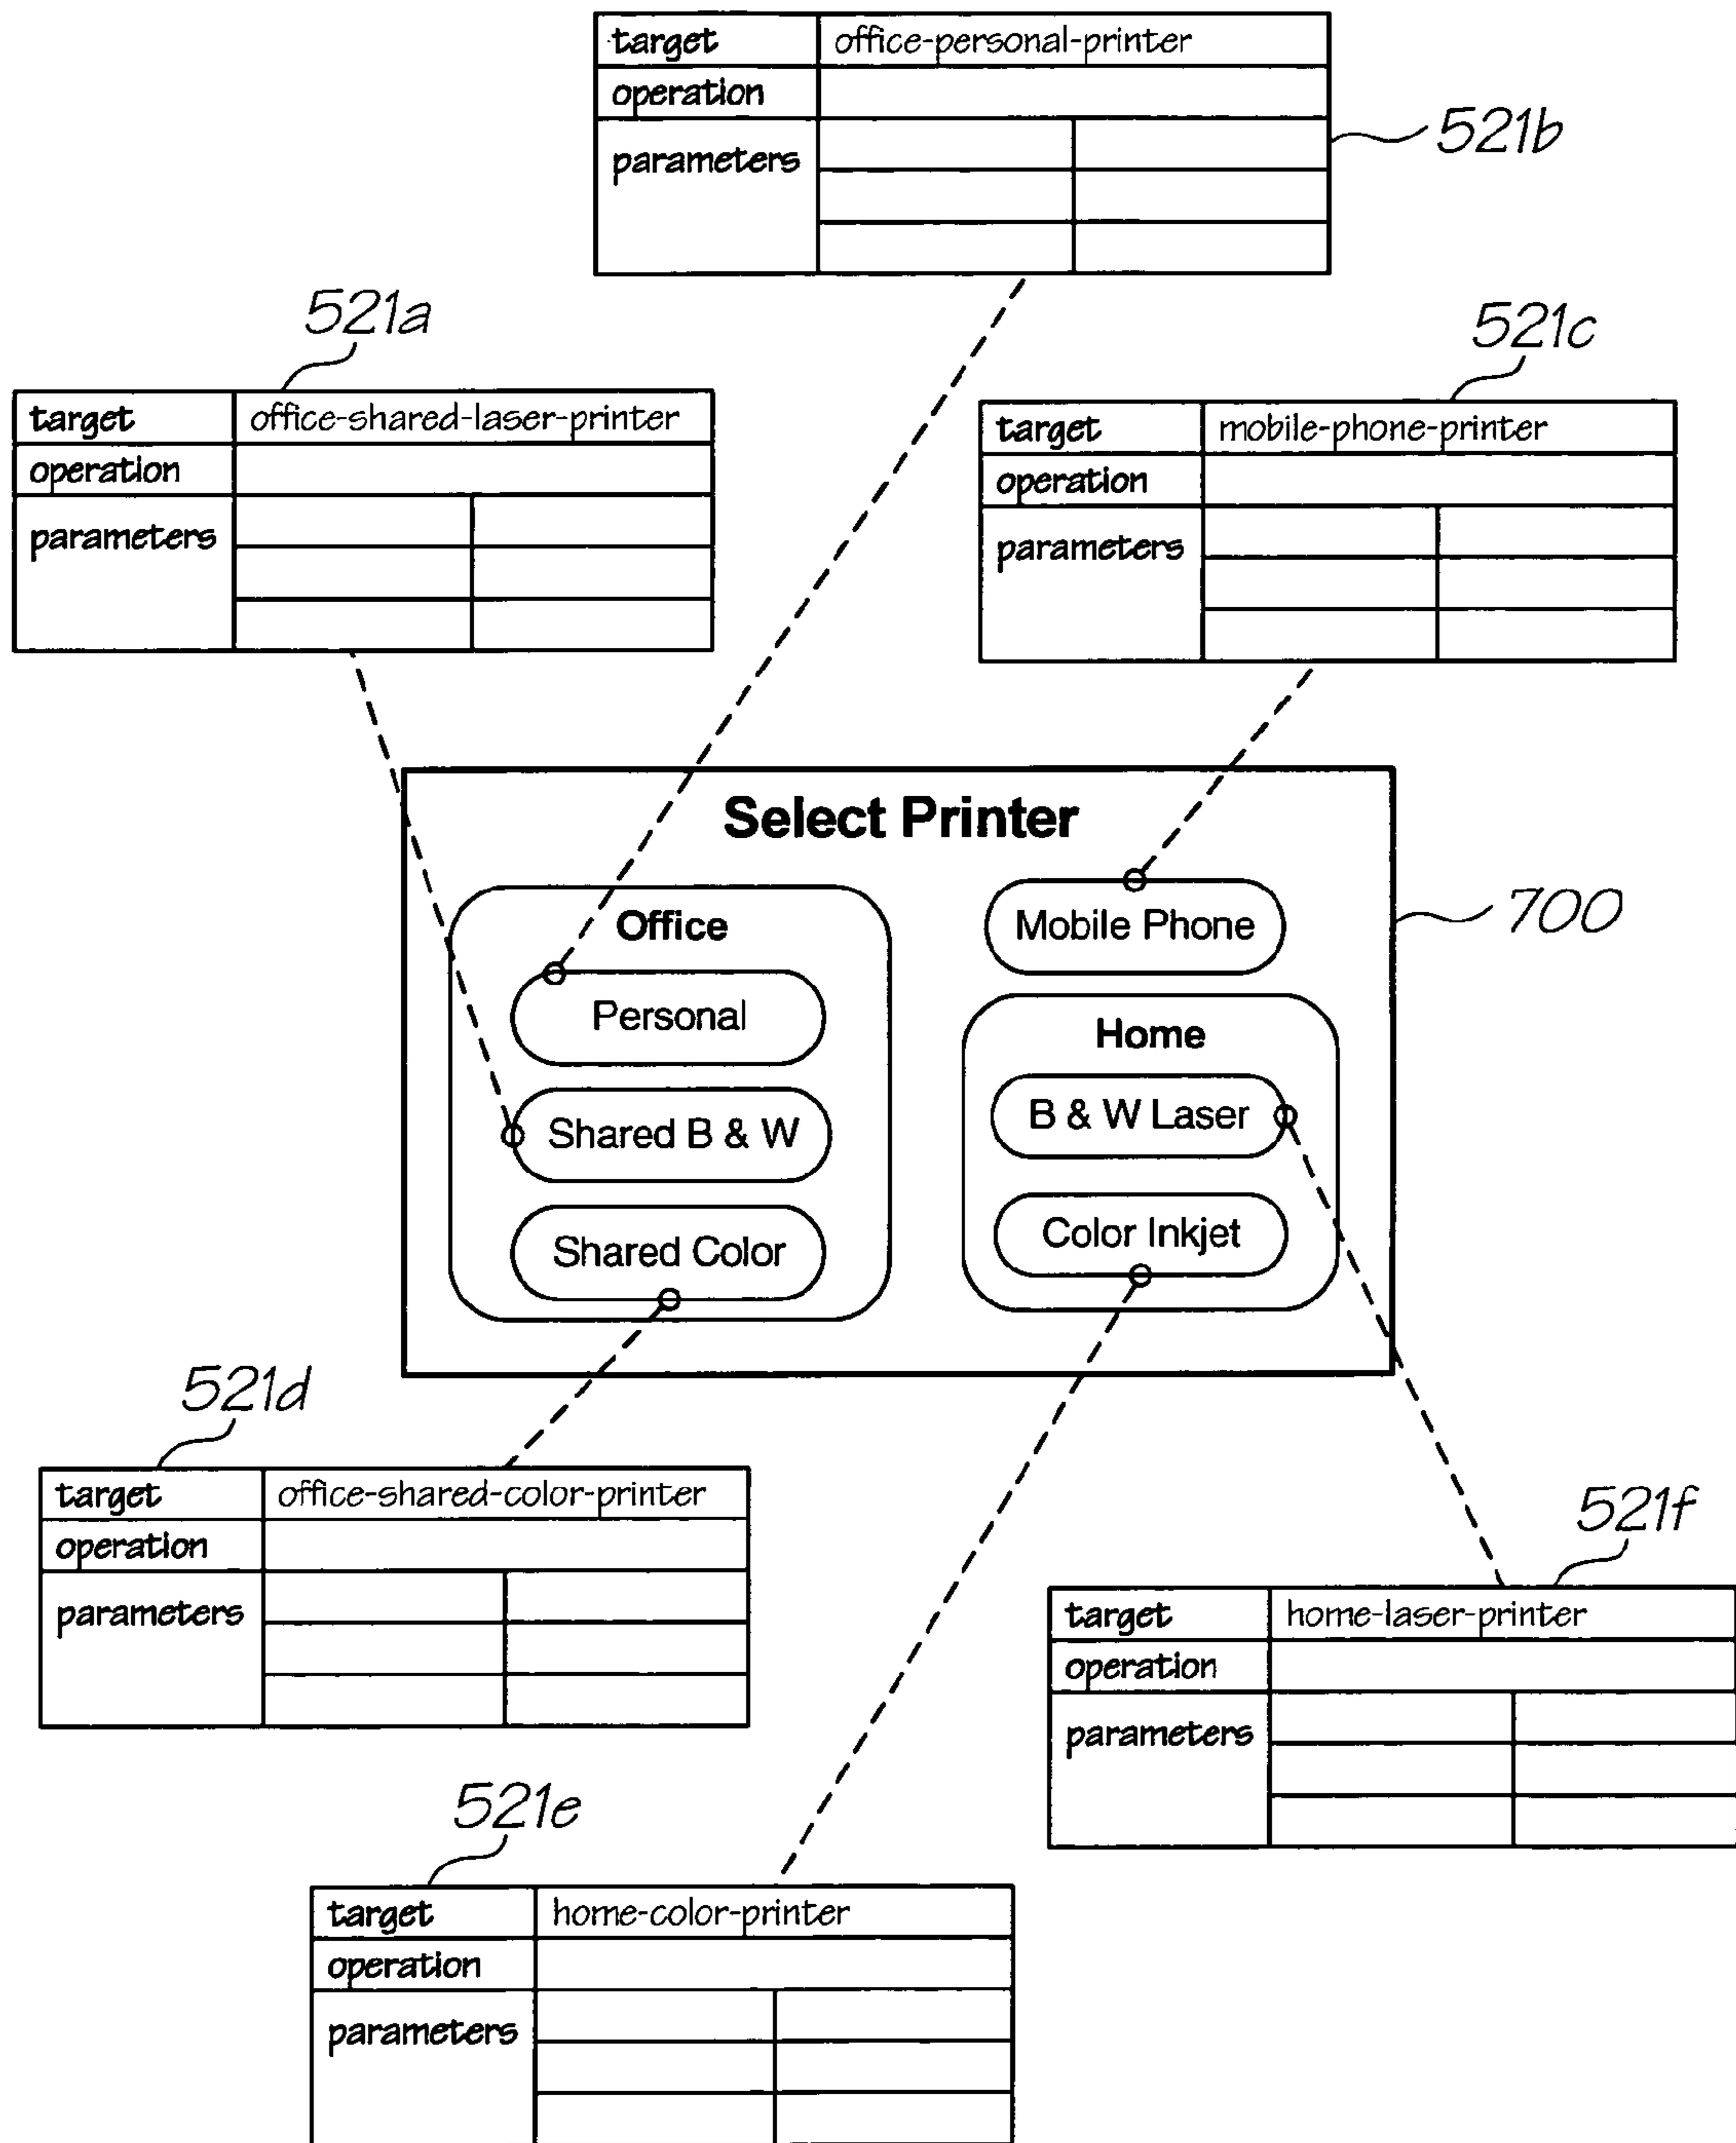 target office-personal-printer
operation
parameters
521b
521a
target office-shared-laser-printer
operation
parameters
521c
target mobile-phone-printer
operation
parameters
Select Printer
Office
Personal
Shared B & W
Shared Color
Mobile Phone
Home
B & W Laser
Color Inkjet
700
521d
target office-shared-color-printer
operation
parameters
521f
target home-laser-printer
operation
parameters
521e
target home-color-printer
operation
parameters